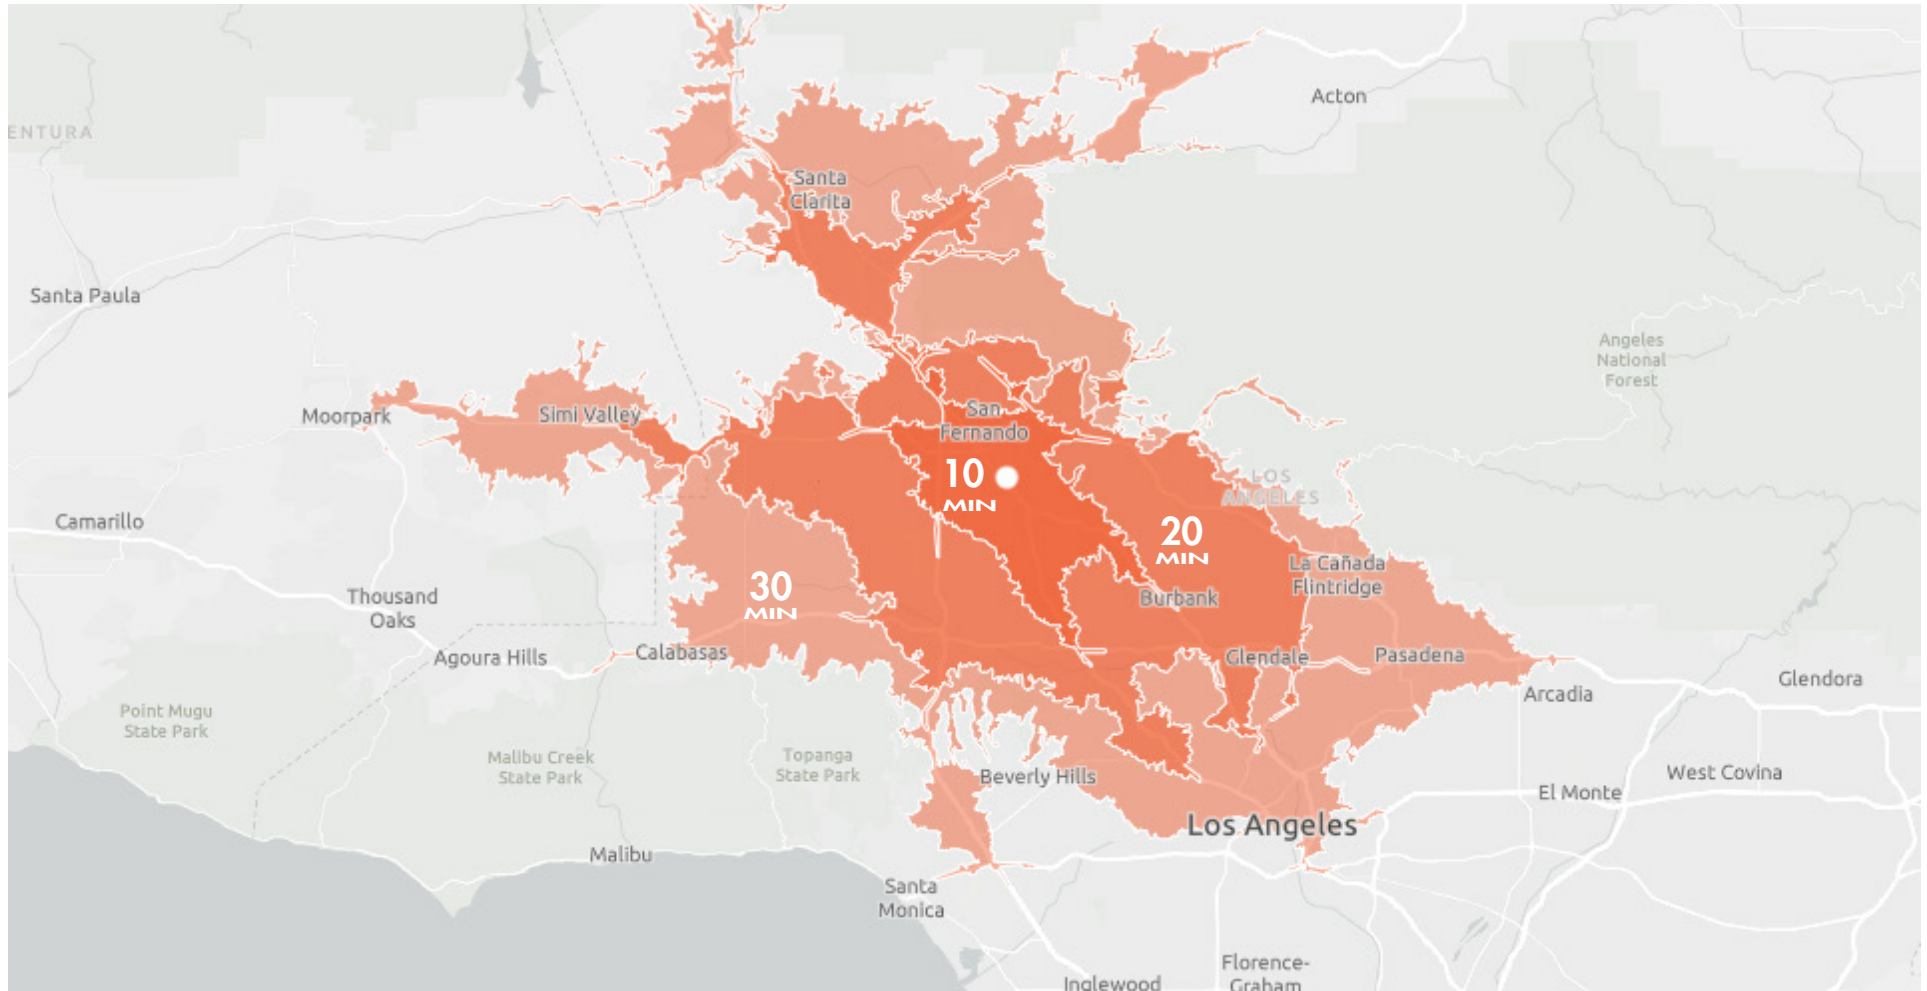 Acton
ENTURA
Santa
Clarita
Santa Paula
Angeles
National
Forest
Moorpark
Simi Valley
San
Fernando
10
MIN
LOS
ANGELES
Camarillo
20
MIN
La Cañada
Flintridge
30
MIN
Thousand
Oaks
Burbank
Agoura Hills
Calabasas
Glendale
Pasadena
Glendora
Arcadia
Point Mugu
State Park
Malibu Creek
State Park
Topanga
State Park
Beverly Hills
West Covina
El Monte
Los Angeles
Malibu
Santa
Monica
Florence-
Graham
Inglewood